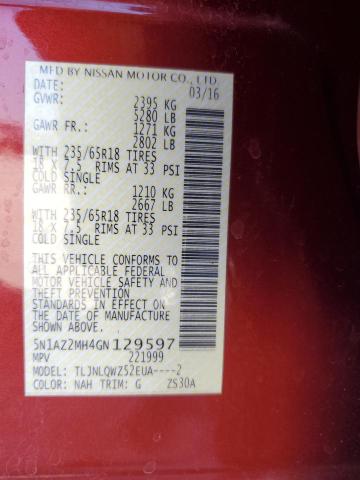 MFD BY NISSAN MOTOR CO., LTD.
DATE: 03/16
GVWR: 2395 KG
5280 LB
GAWR FR.: 1271 KG
2802 LB
WITH 235/65R18 TIRES
18 X 7.5 RIMS AT 33 PSI
COLD SINGLE
GAWR RR.: 1210 KG
2667 LB
WITH 235/65R18 TIRES
18 X 7.5 RIMS AT 33 PSI
COLD SINGLE
THIS VEHICLE CONFORMS TO
ALL APPLICABLE FEDERAL
MOTOR VEHICLE SAFETY AND
THEFT PREVENTION
STANDARDS IN EFFECT ON
THE DATE OF MANUFACTURE
SHOWN ABOVE.
5N1AZ2MH4GN129597
MPV 221999
MODEL: TLJNLQWZ52EUA----2
COLOR: NAH TRIM: G ZS30A